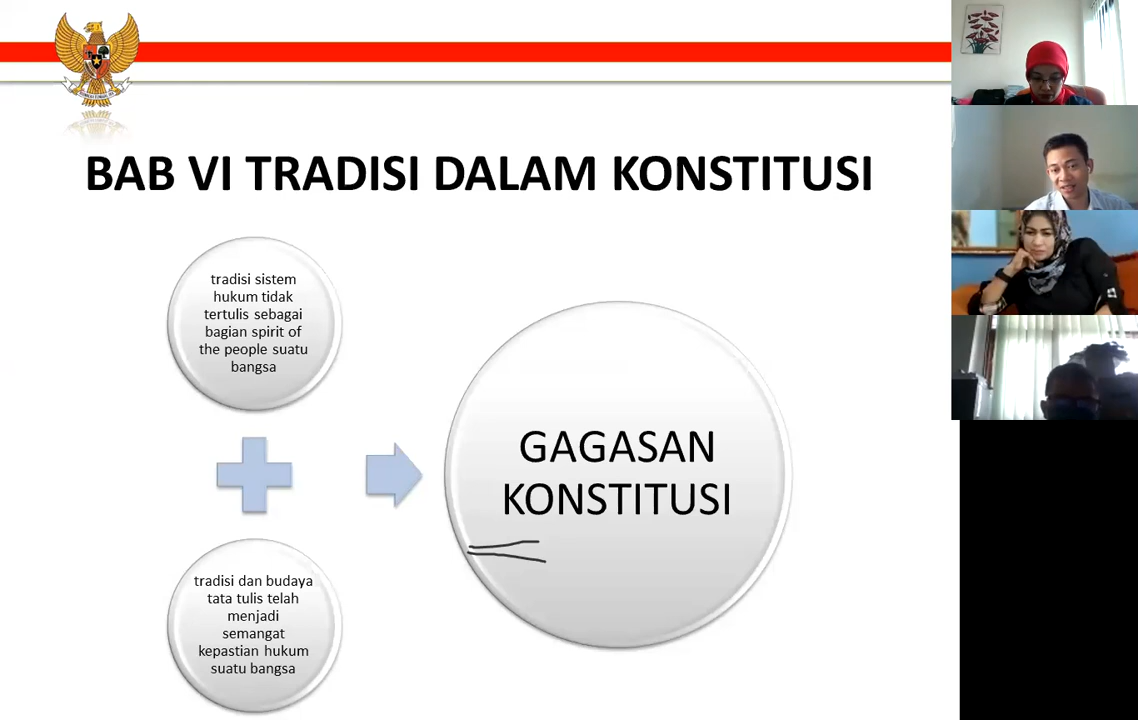 BAB VI TRADISI DALAM KONSTITUSI
tradisi sistem
hukum tidak
tertulis sebagai
bagian spirit of
the people suatu
bangsa
GAGASAN
KONSTITUSI
tradisi dan budaya
tata tulis telah
menjadi
semangat
kepastian hukum
suatu bangsa